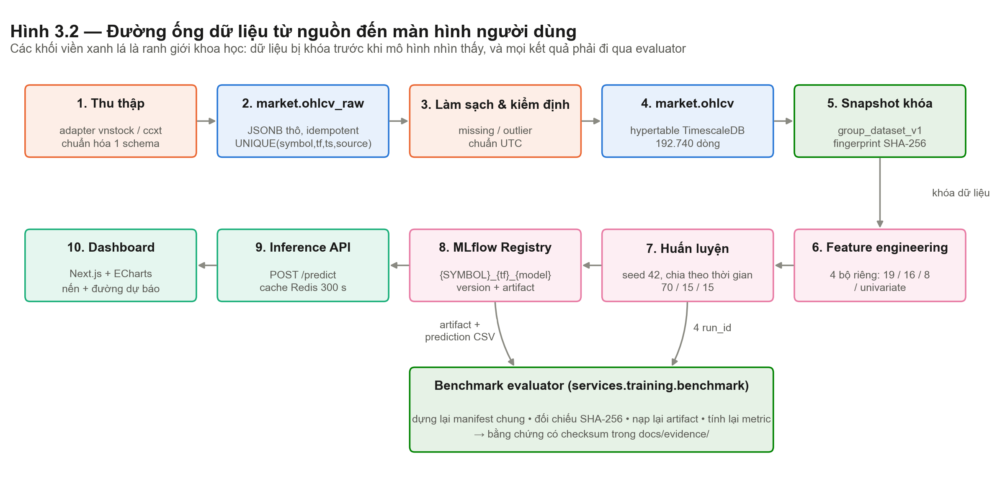 Hình 3.2 — Đường ống dữ liệu từ nguồn đến màn hình người dùng
Các khối viền xanh lá là ranh giới khoa học: dữ liệu bị khóa trước khi mô hình nhìn thấy, và mọi kết quả phải đi qua evaluator
1. Thu thập
adapter vnstock / ccxt
chuẩn hóa 1 schema
2. market.ohlcv_raw
JSONB thô, idempotent
UNIQUE(symbol,tf,ts,source)
3. Làm sạch & kiểm định
missing / outlier
chuẩn UTC
4. market.ohlcv
hypertable TimescaleDB
192.740 dòng
5. Snapshot khóa
group_dataset_v1
fingerprint SHA-256
khóa dữ liệu
10. Dashboard
Next.js + ECharts
nến + đường dự báo
9. Inference API
POST /predict
cache Redis 300 s
8. MLflow Registry
{SYMBOL}_{tf}_{model}
version + artifact
7. Huấn luyện
seed 42, chia theo thời gian
70 / 15 / 15
6. Feature engineering
4 bộ riêng: 19 / 16 / 8
/ univariate
artifact +
prediction CSV
4 run_id
Benchmark evaluator (services.training.benchmark)
dựng lại manifest chung • đối chiếu SHA-256 • nạp lại artifact • tính lại metric
→ bằng chứng có checksum trong docs/evidence/